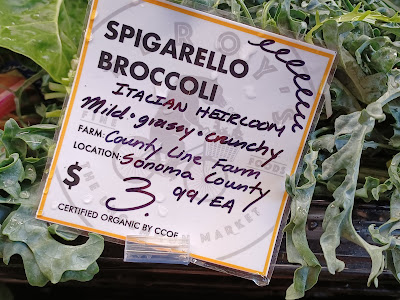 SPIGARELLO
BROCCOLI
ITALIAN HEIRLOOM
Mild • grassy • crunchy
FARM: County Line Farm
LOCATION: Sonoma County
$ 3.99/EA
CERTIFIED ORGANIC BY CCOF
MARKET